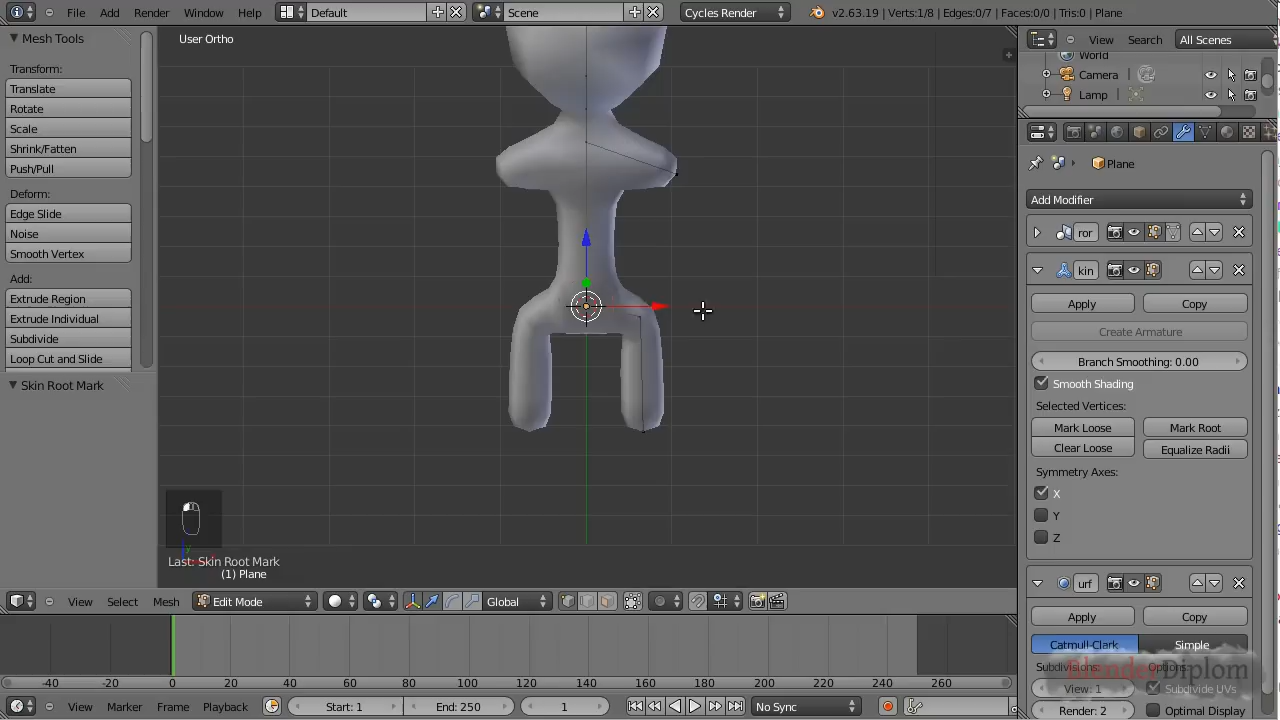 File Add Render Window Help Default Scene Cycles Render v2.63.19 | Verts:1/8 | Edges:0/7 | Faces:0/0 | Tris:0 | Plane
Mesh Tools
Transform:
Translate
Rotate
Scale
Shrink/Fatten
Push/Pull
Deform:
Edge Slide
Noise
Smooth Vertex
Add:
Extrude Region
Extrude Individual
Subdivide
Loop Cut and Slide
Skin Root Mark
User Ortho
Last: Skin Root Mark
(1) Plane
View Search All Scenes
World
Camera
Lamp
Plane
Add Modifier
ror
kin
Apply Copy
Create Armature
Branch Smoothing: 0.00
Smooth Shading
Selected Vertices:
Mark Loose Mark Root
Clear Loose Equalize Radii
Symmetry Axes:
X
Y
Z
urf
Apply Copy
Catmull-Clark Simple
Subdivisions: Options:
BlenderDiplom
View: 1 Subdivide UVs
Render: 2 Optimal Display
View Select Mesh Edit Mode Global
-40 -20 0 20 40 60 80 100 120 140 160 180 200 220 240 260
View Marker Frame Playback Start: 1 End: 250 1 No Sync